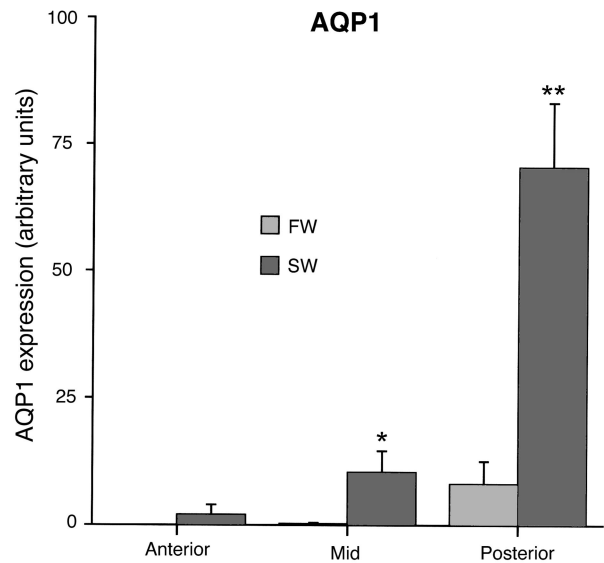 AQP1
AQP1 expression (arbitrary units)
100
75
50
25
0
FW
SW
*
**
Anterior
Mid
Posterior